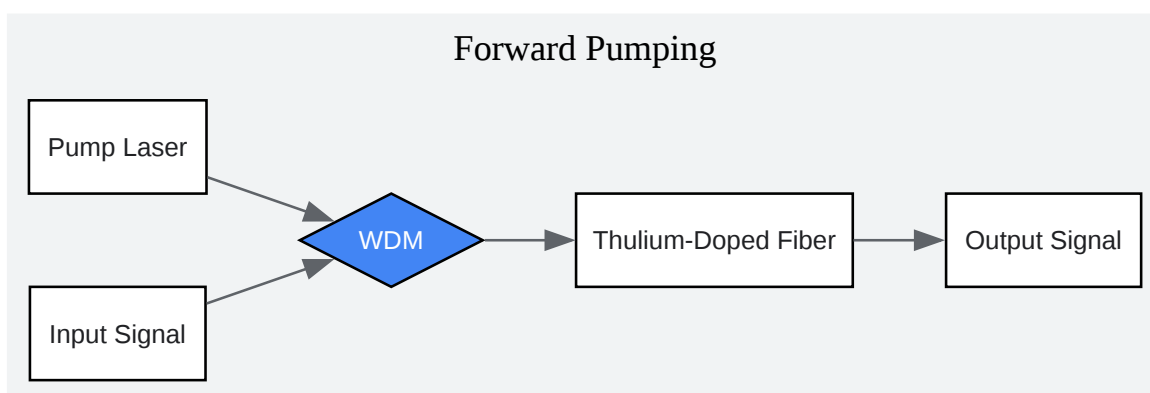 Forward Pumping
Pump Laser
Input Signal
WDM
Thulium-Doped Fiber
Output Signal